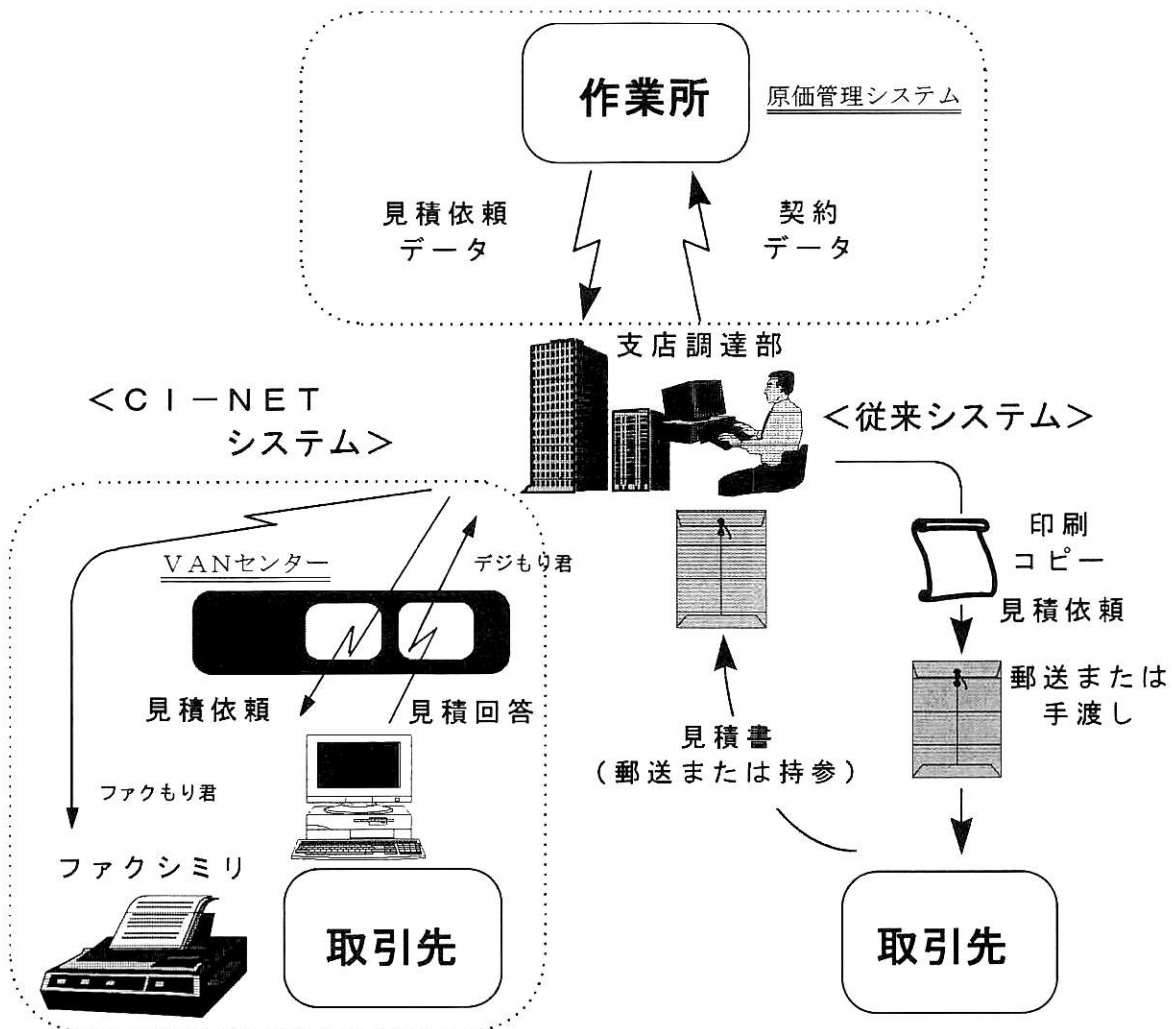 作業所
原価管理システム
見積依頼
データ
契約
データ
支店調達部
＜ＣＩ－ＮＥＴ
システム＞
＜従来システム＞
ＶＡＮセンター
デジもり君
見積依頼
見積回答
ファクもり君
ファクシミリ
取引先
印刷
コピー
見積依頼
郵送または
手渡し
見積書
（郵送または持参）
取引先